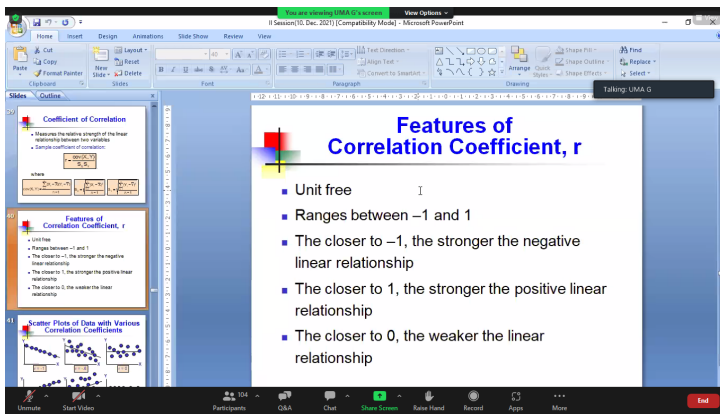 You are viewing UMA G's screen
View Options
II Session(10. Dec. 2021) [Compatibility Mode] - Microsoft PowerPoint
Home Insert Design Animations Slide Show Review View
Paste
Cut
Copy
Format Painter
Clipboard
New Slide
Layout
Reset
Delete
Slides
Font
Text Direction
Align Text
Convert to SmartArt
Paragraph
Arrange
Quick Styles
Shape Fill
Shape Outline
Shape Effects
Drawing
Find
Replace
Select
Talking: UMA G
Slides Outline
Coefficient of Correlation
Measures the relative strength of the linear
relationship between two variables
Sample coefficient of correlation:
where
40
Features of
Correlation Coefficient, r
Unit free
Ranges between –1 and 1
The closer to –1, the stronger the negative
linear relationship
The closer to 1, the stronger the positive linear
relationship
The closer to 0, the weaker the linear
relationship
41
Scatter Plots of Data with Various
Correlation Coefficients
Features of
Correlation Coefficient, r
Unit free
Ranges between –1 and 1
The closer to –1, the stronger the negative
linear relationship
The closer to 1, the stronger the positive linear
relationship
The closer to 0, the weaker the linear
relationship
Unmute
Start Video
104
Participants
Q&A
Chat
Share Screen
Raise Hand
Record
Apps
More
End